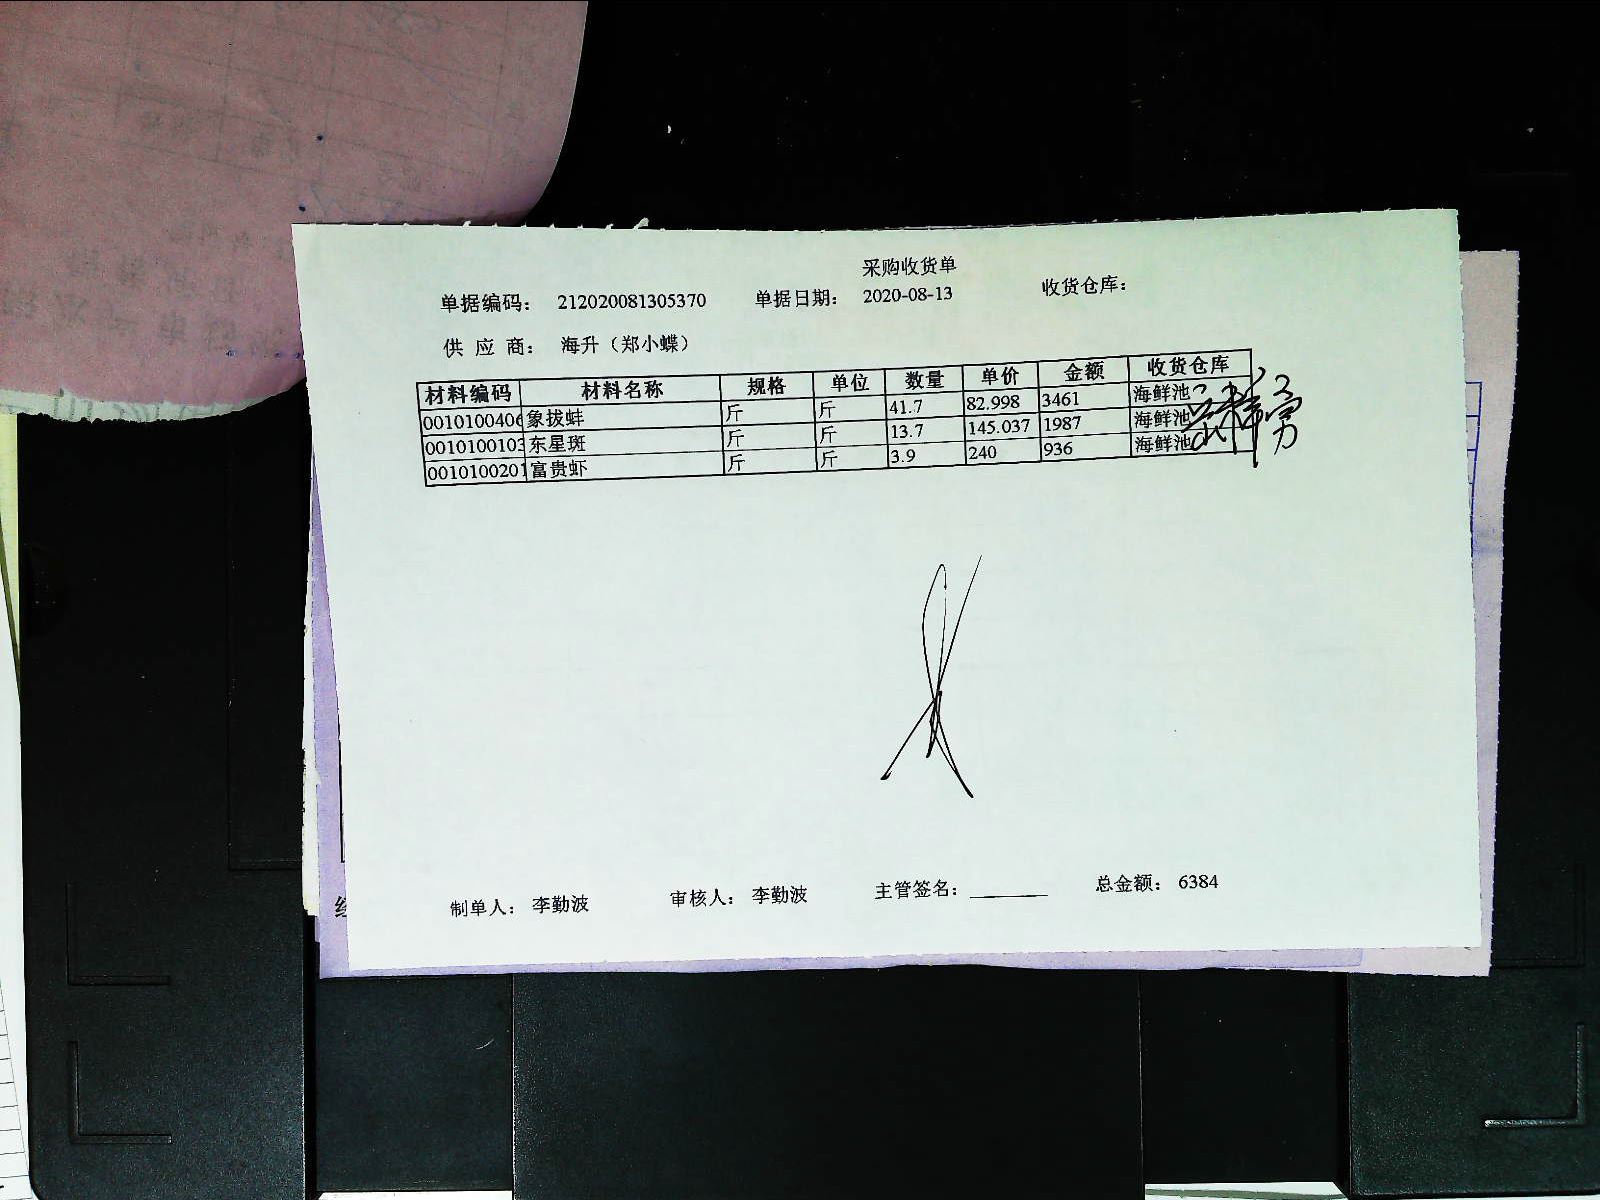 采购收货单
单据编码： 212020081305370 单据日期： 2020-08-13 收货仓库：
供 应 商： 海升（郑小蝶）
材料编码 材料名称 规格 单位 数量 单价 金额 收货仓库
0010100406 象拔蚌 斤 斤 41.7 82.998 3461 海鲜池
0010100103 东星斑 斤 斤 13.7 145.037 1987 海鲜池
0010100201 富贵虾 斤 斤 3.9 240 936 海鲜池
制单人： 李勤波 审核人： 李勤波 主管签名： 总金额： 6384